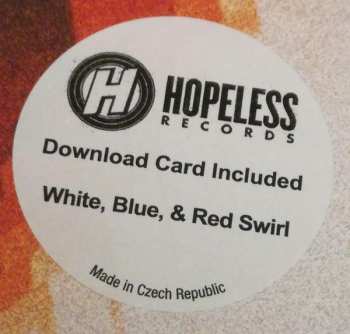 H HOPELESS
RECORDS
Download Card Included
White, Blue, & Red Swirl
Made in Czech Republic